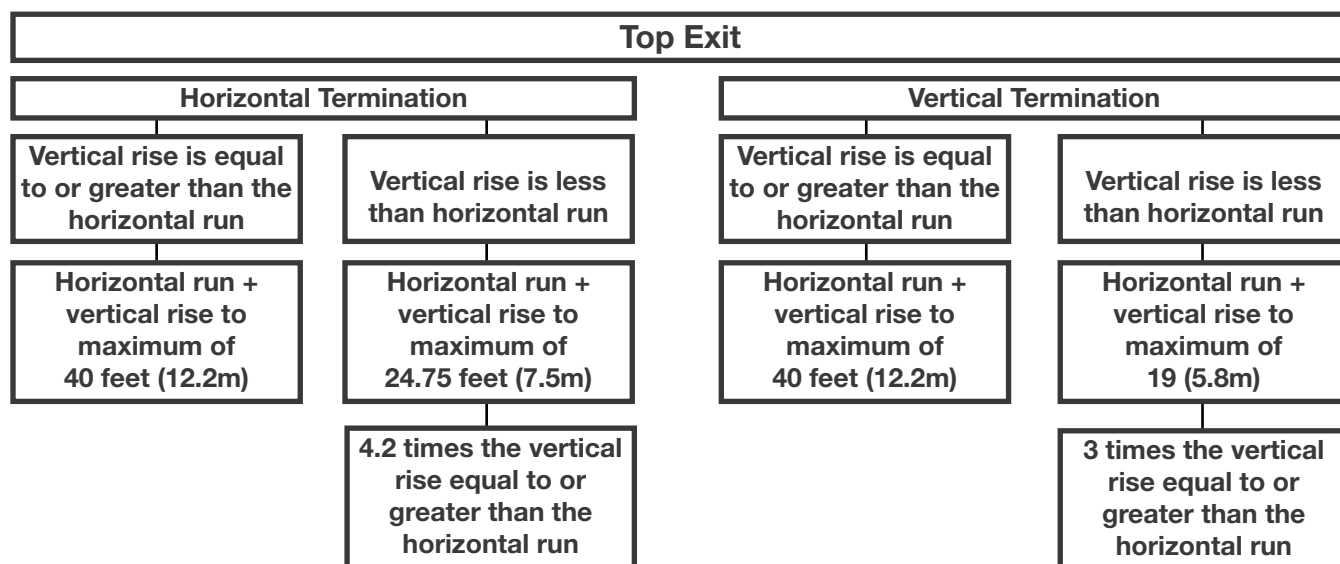 Top Exit
Horizontal Termination
Vertical rise is equal
to or greater than the
horizontal run
Horizontal run +
vertical rise to
maximum of
40 feet (12.2m)
Vertical rise is less
than horizontal run
Horizontal run +
vertical rise to
maximum of
24.75 feet (7.5m)
4.2 times the vertical
rise equal to or
greater than the
horizontal run
Vertical Termination
Vertical rise is equal
to or greater than the
horizontal run
Horizontal run +
vertical rise to
maximum of
40 feet (12.2m)
Vertical rise is less
than horizontal run
Horizontal run +
vertical rise to
maximum of
19 (5.8m)
3 times the vertical
rise equal to or
greater than the
horizontal run